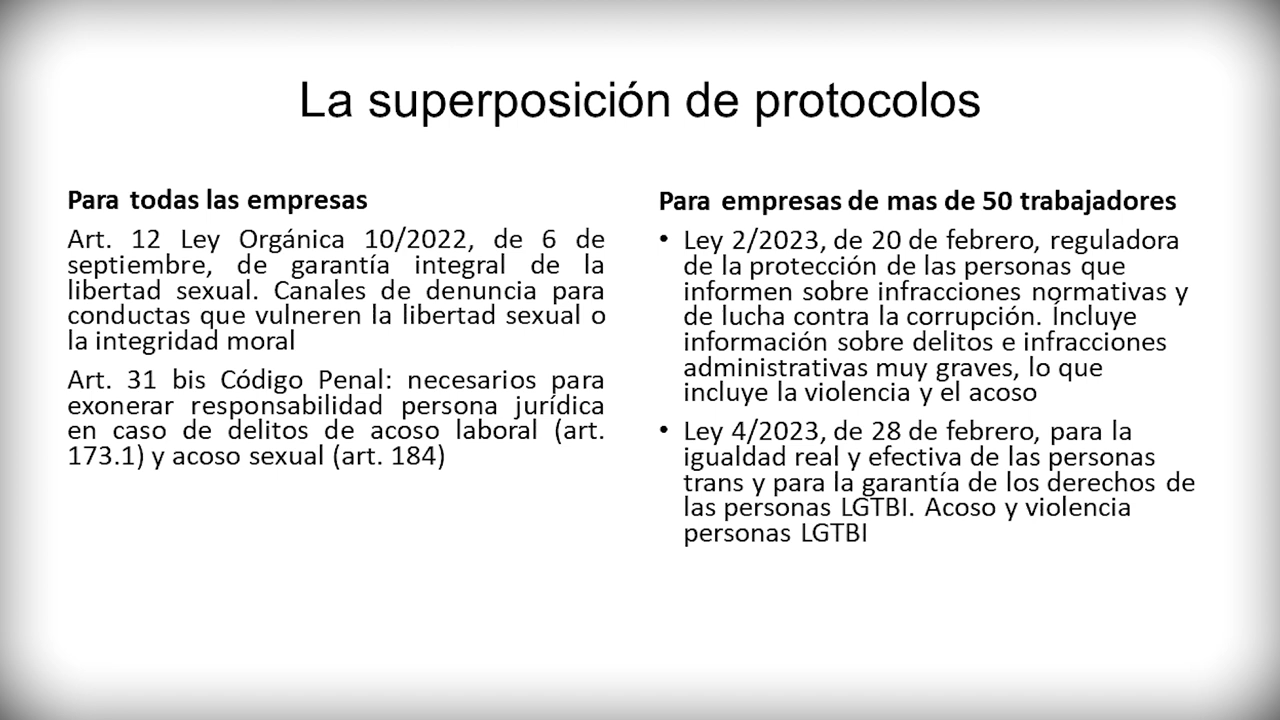 La superposición de protocolos
Para todas las empresas
Art. 12 Ley Orgánica 10/2022, de 6 de
septiembre, de garantía integral de la
libertad sexual. Canales de denuncia para
conductas que vulneren la libertad sexual o
la integridad moral
Art. 31 bis Código Penal: necesarios para
exonerar responsabilidad persona jurídica
en caso de delitos de acoso laboral (art.
173.1) y acoso sexual (art. 184)
Para empresas de mas de 50 trabajadores
• Ley 2/2023, de 20 de febrero, reguladora
de la protección de las personas que
informen sobre infracciones normativas y
de lucha contra la corrupción. Íncluye
información sobre delitos e infracciones
administrativas muy graves, lo que
incluye la violencia y el acoso
• Ley 4/2023, de 28 de febrero, para la
igualdad real y efectiva de las personas
trans y para la garantía de los derechos de
las personas LGTBI. Acoso y violencia
personas LGTBI